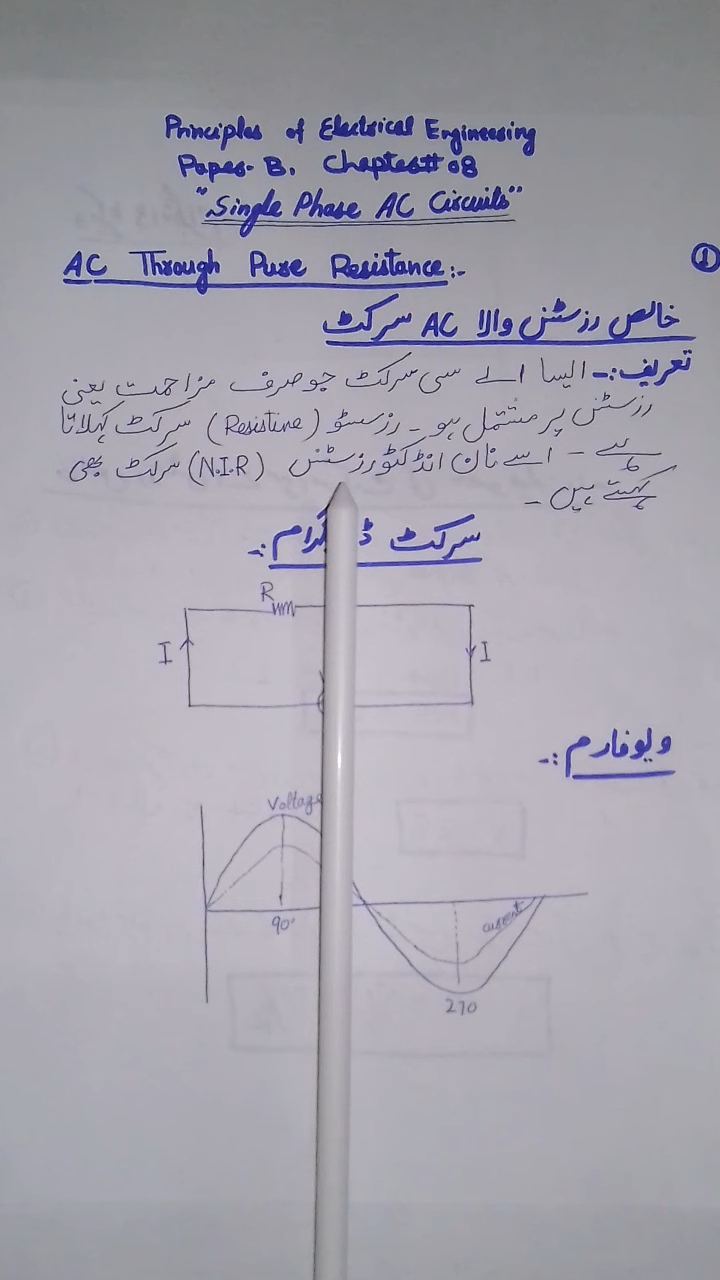 Principles of Electrical Engineering
Paper-B. Chapter# 08
"Single Phase AC Circuits"
AC Through Pure Resistance:-
①
خالص رزسٹنس والا AC سرکٹ
تعریف:- ایسا اے سی سرکٹ جو صرف مزاحمت یعنی
رزسٹنس پر مشتمل ہو - رزسٹو (Resistive) سرکٹ کہلاتا
ہے - اسے نان انڈکٹو رزسٹنس (N.I.R) سرکٹ بھی
کہتے ہیں -
سرکٹ ڈ گرام :-
R
I
I
ویوفارم :-
Voltage
90°
current
270